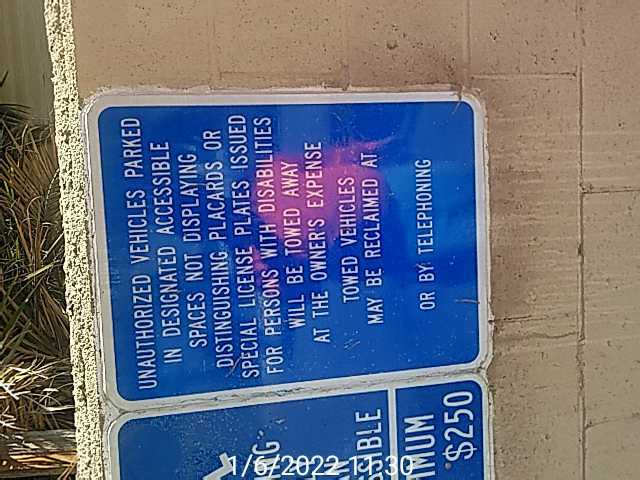 UNAUTHORIZED VEHICLES PARKED
IN DESIGNATED ACCESSIBLE
SPACES NOT DISPLAYING
DISTINGUISHING PLACARDS OR
SPECIAL LICENSE PLATES ISSUED
FOR PERSONS WITH DISABILITIES
WILL BE TOWED AWAY
AT THE OWNER'S EXPENSE
TOWED VEHICLES
MAY BE RECLAIMED AT
OR BY TELEPHONING
$250
1/6/2022 11:30